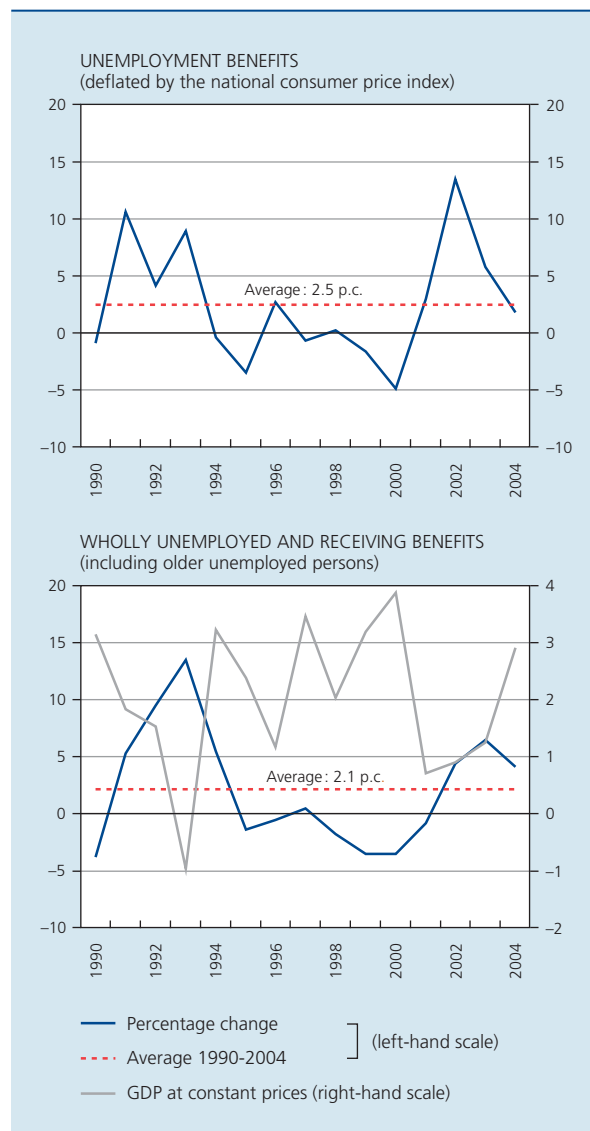 UNEMPLOYMENT BENEFITS
(deflated by the national consumer price index)
20 20
15 15
10 10
5 5
Average : 2.5 p.c.
0 0
–5 –5
–10 –10
1990 1992 1994 1996 1998 2000 2002 2004
WHOLLY UNEMPLOYED AND RECEIVING BENEFITS
(including older unemployed persons)
20 4
15 3
10 2
5 1
Average : 2.1 p.c.
0 0
–5 –1
–10 –2
1990 1992 1994 1996 1998 2000 2002 2004
Percentage change
(left-hand scale)
Average 1990-2004
GDP at constant prices (right-hand scale)